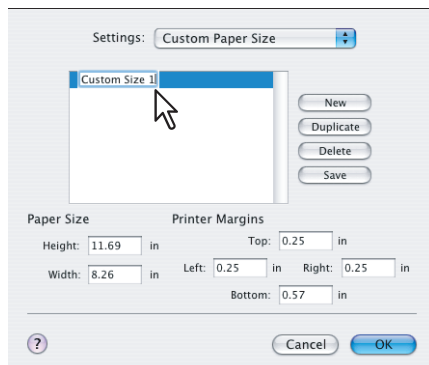 Settings: Custom Paper Size
Custom Size 1
New
Duplicate
Delete
Save
Paper Size
Printer Margins
Height: 11.69 in
Top: 0.25 in
Width: 8.26 in
Left: 0.25 in Right: 0.25 in
Bottom: 0.57 in
? Cancel OK